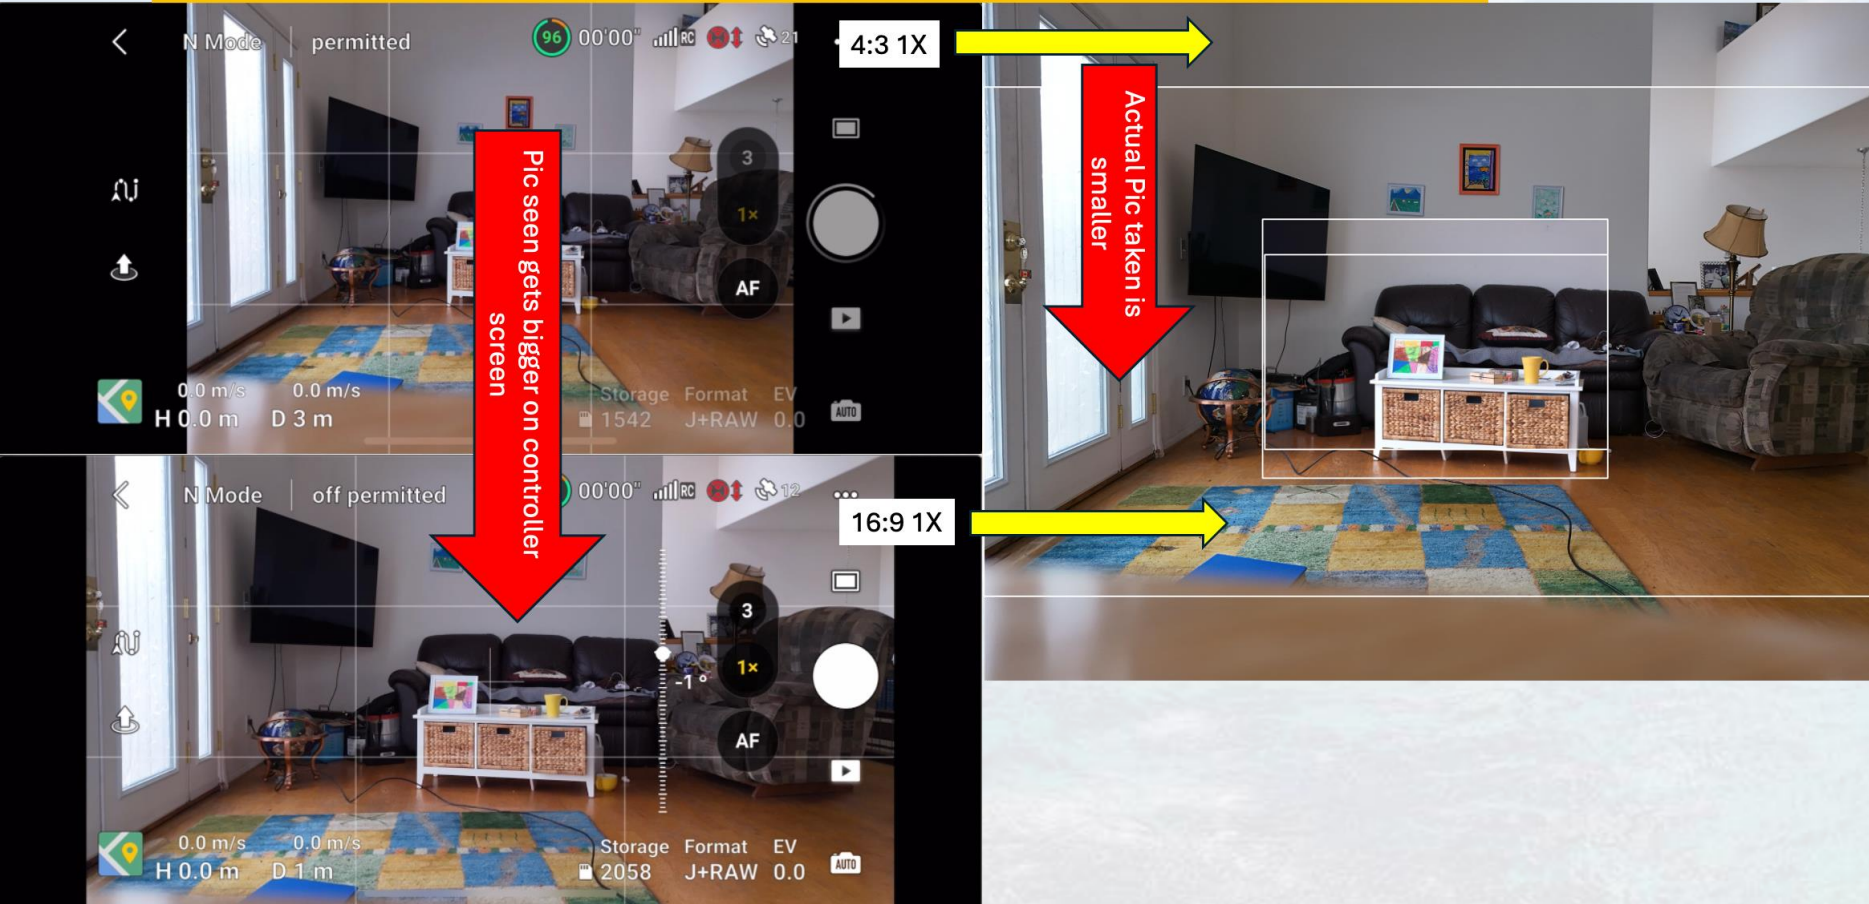 N Mode permitted 96 00'00" RC 21
4:3 1X
3
1×
AF
Pic seen gets bigger on controller
screen
0.0 m/s 0.0 m/s Storage Format EV
H 0.0 m D 3 m 1542 J+RAW 0.0
AUTO
Actual Pic taken is
smaller
N Mode off permitted 00'00" RC 12
16:9 1X
3
1×
-1°
AF
0.0 m/s 0.0 m/s Storage Format EV
H 0.0 m D 1 m 2058 J+RAW 0.0
AUTO